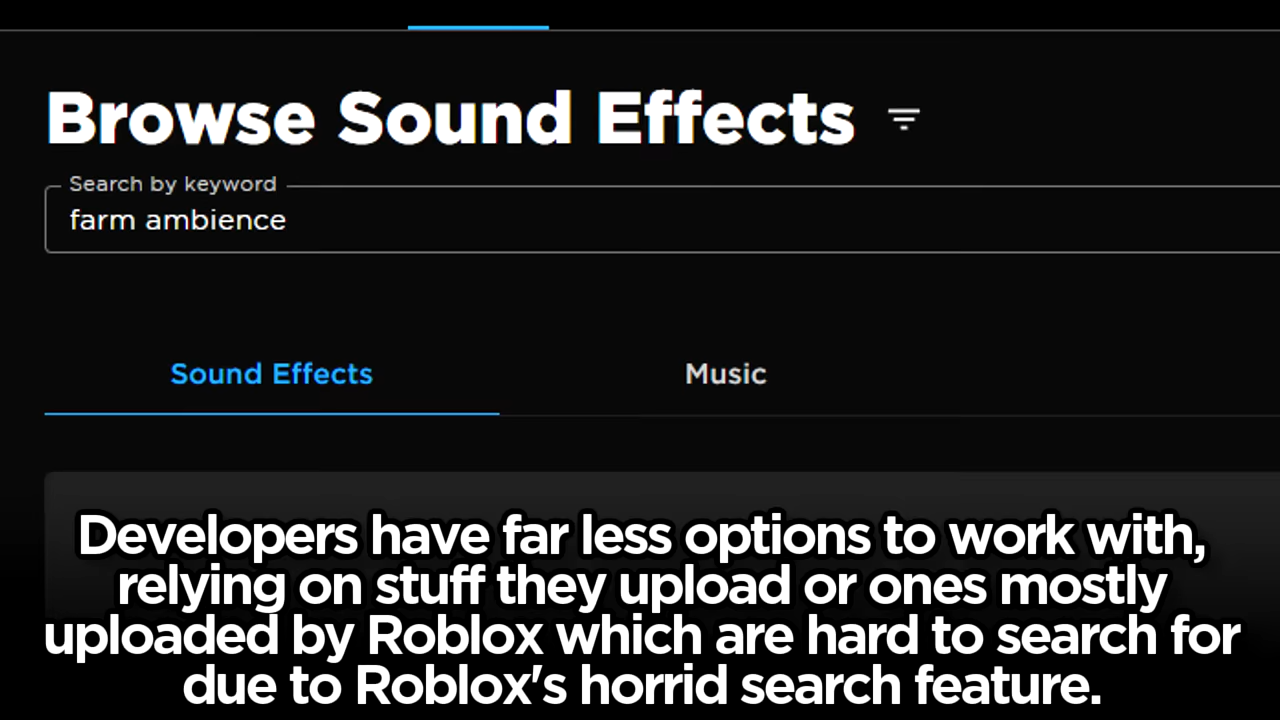 Browse Sound Effects
Search by keyword
farm ambience
Sound Effects
Music
Developers have far less options to work with,
relying on stuff they upload or ones mostly
uploaded by Roblox which are hard to search for
due to Roblox's horrid search feature.